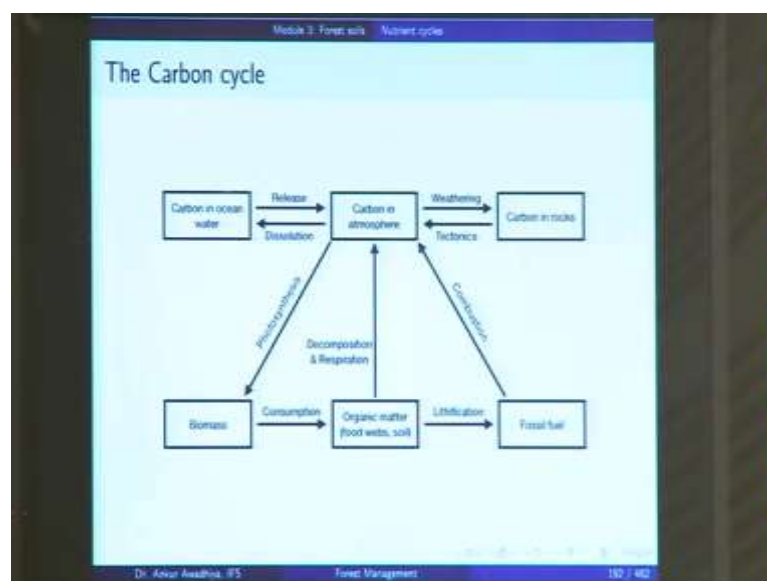 Module 3: Forest soils Nutrient cycles
The Carbon cycle
Carbon in ocean
water
Release
Dissolution
Carbon in
atmosphere
Weathering
Tectonics
Carbon in rocks
Photosynthesis
Decomposition
& Respiration
Combustion
Biomass
Consumption
Organic matter
(food webs, soil)
Lithification
Fossil fuel
Dr. Ankur Awadhiya, IFS Forest Management 192 / 462